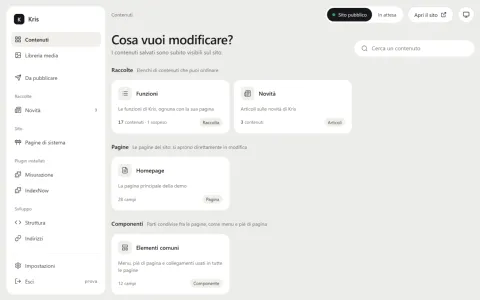 Kris
Contenuti
Libreria media
Da pubblicare
Raccolte
Novità
3
Sito
Pagine di sistema
Plugin installati
Misurazione
IndexNow
Sviluppo
Struttura
Indirizzi
Impostazioni
Esci
prova
Contenuti
Sito pubblico
In attesa
Apri il sito
Cosa vuoi modificare?
I contenuti salvati sono subito visibili sul sito.
Cerca un contenuto
Raccolte Elenchi di contenuti che puoi ordinare
Funzioni
Le funzioni di Kris, ognuna con la sua pagina
17 contenuti · 1 sospeso
Raccolta
Novità
Articoli sulle novità di Kris
3 contenuti
Articoli
Pagine Le pagine del sito: si aprono direttamente in modifica
Homepage
La pagina principale della demo
26 campi
Pagina
Componenti Parti condivise fra le pagine, come menu e piè di pagina
Elementi comuni
Menu, piè di pagina e collegamenti usati in tutte
le pagine
12 campi
Componente